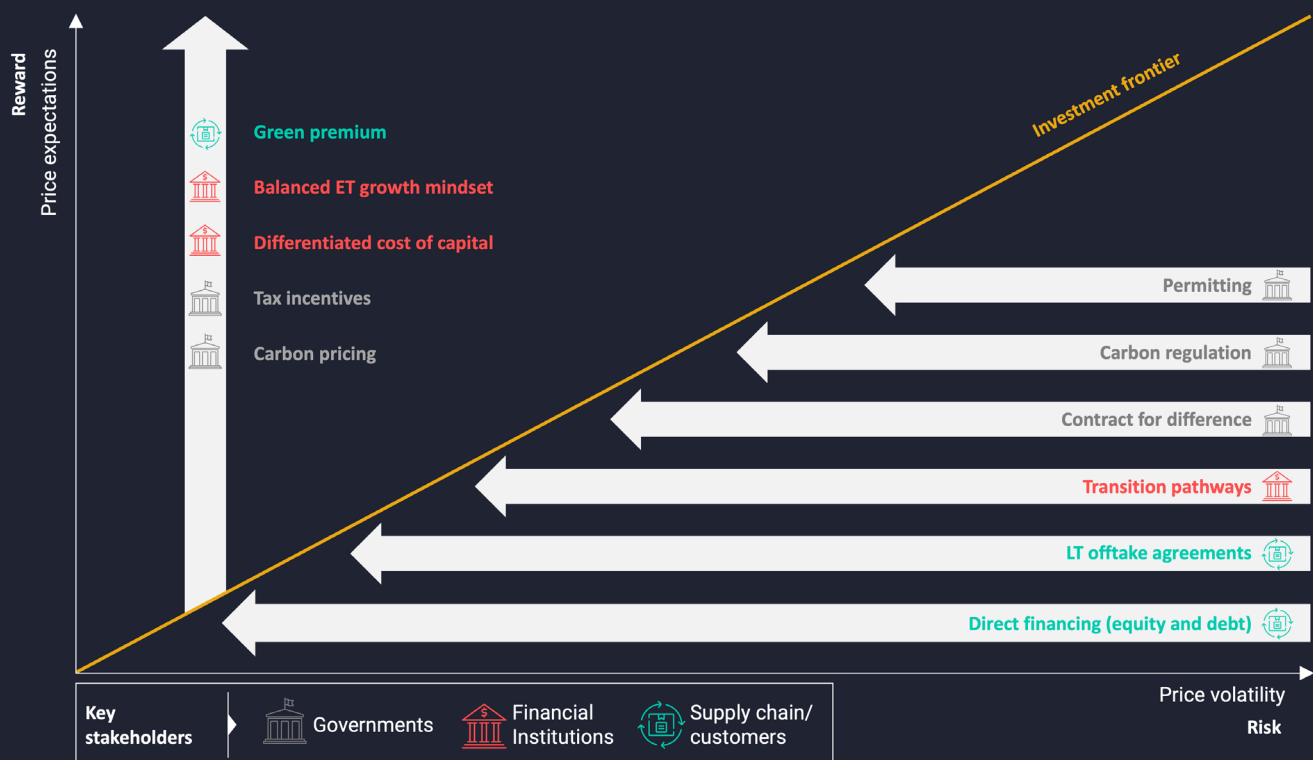 Reward
Price expectations
Green premium
Balanced ET growth mindset
Differentiated cost of capital
Tax incentives
Carbon pricing
Investment frontier
Permitting
Carbon regulation
Contract for difference
Transition pathways
LT offtake agreements
Direct financing (equity and debt)
Price volatility
Risk
Key
stakeholders
Governments
Financial
Institutions
Supply chain/
customers